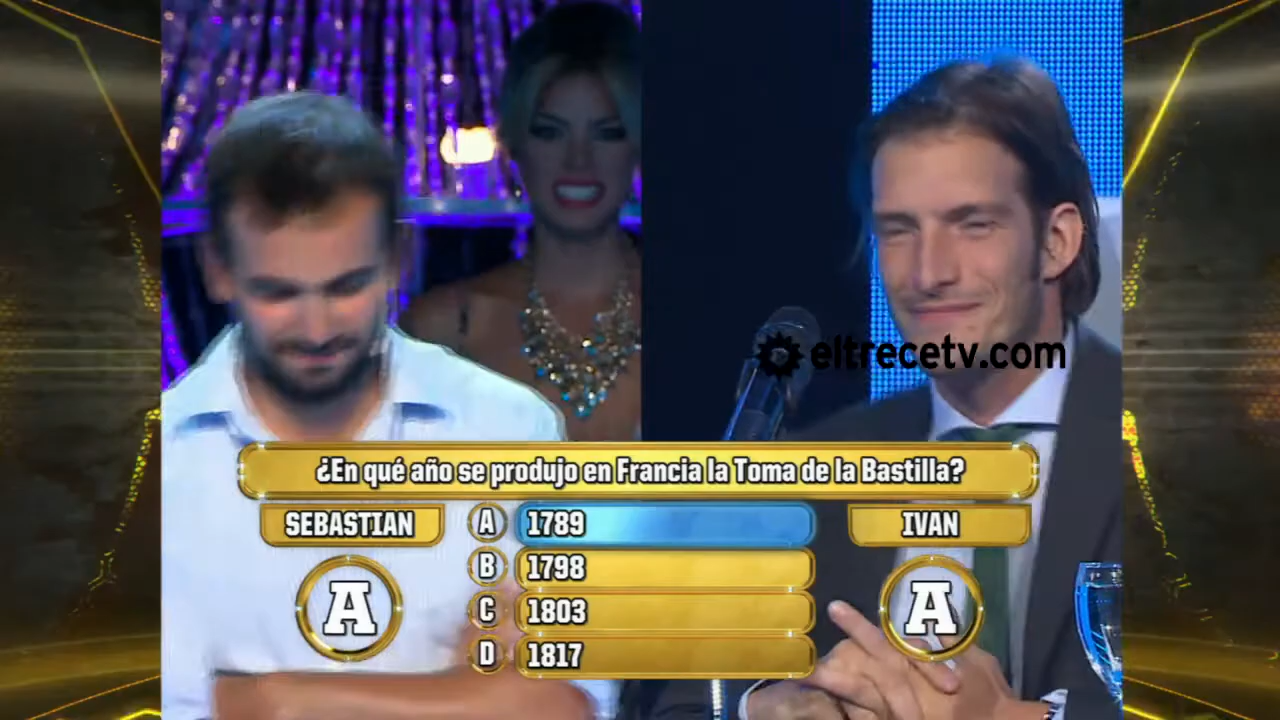 eltrecetv.com
¿En qué año se produjo en Francia la Toma de la Bastilla?
SEBASTIAN
A 1789
IVAN
B 1798
A
C 1803
A
D 1817